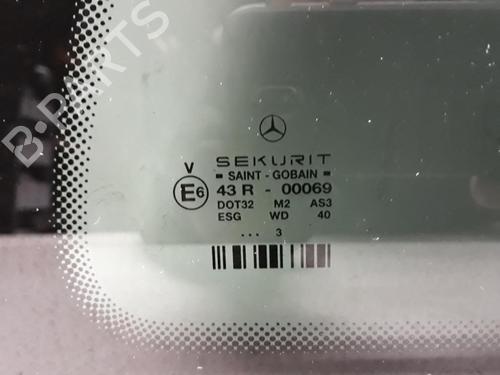 B-PARTS
SEKURIT
SAINT - GOBAIN
V
E6
43 R - 00069
DOT32 M2 AS3
ESG WD 40
... 3